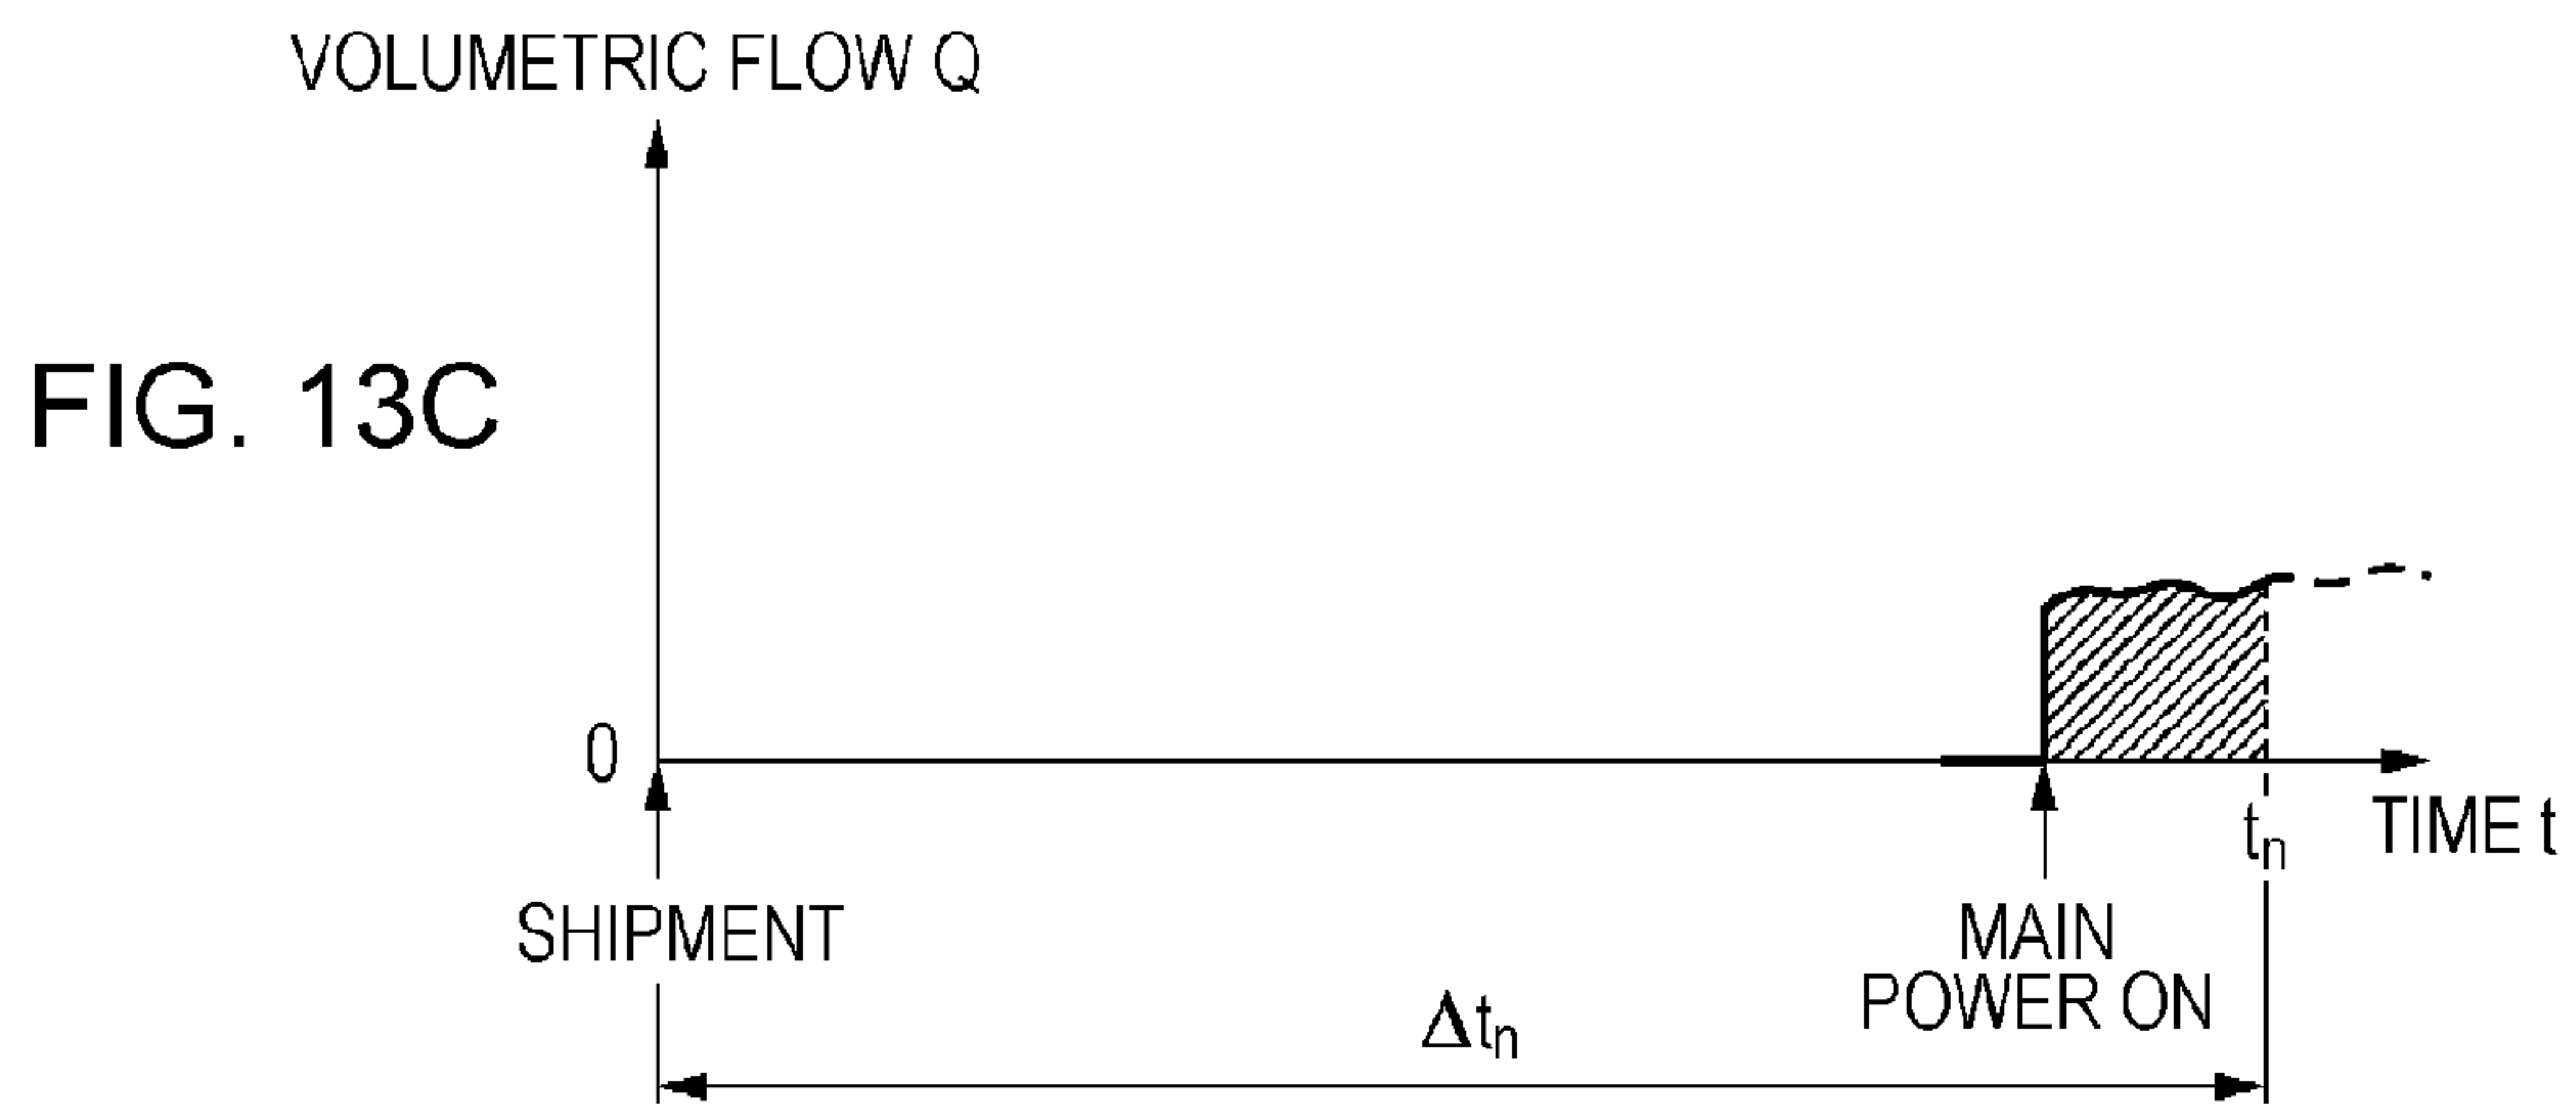 VOLUMETRIC FLOW Q
FIG. 13C
0
tn
TIME t
SHIPMENT
MAIN
POWER ON
Δtn